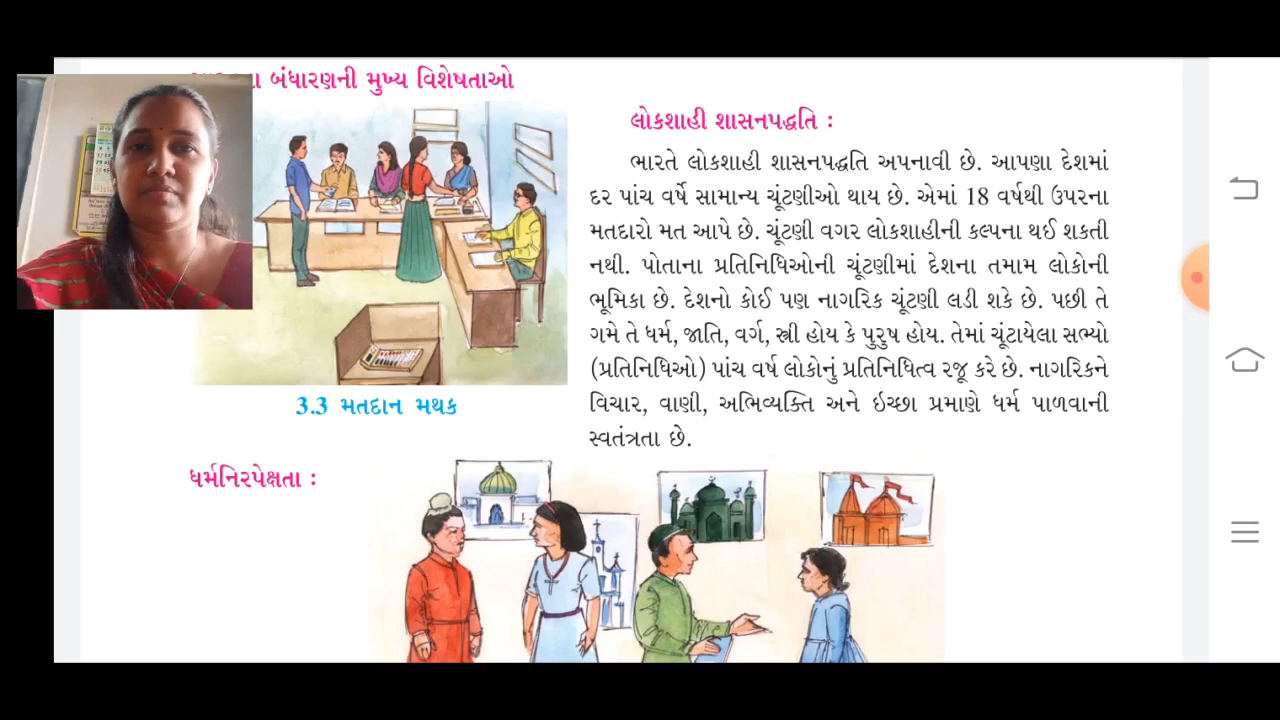 બંધારણની મુખ્ય વિશેષતાઓ
લોકશાહી શાસનપદ્ધતિ :
ભારતે લોકશાહી શાસનપદ્ધતિ અપનાવી છે. આપણા દેશમાં
દર પાંચ વર્ષે સામાન્ય ચૂંટણીઓ થાય છે. એમાં 18 વર્ષથી ઉપરના
મતદારો મત આપે છે. ચૂંટણી વગર લોકશાહીની કલ્પના થઈ શકતી
નથી. પોતાના પ્રતિનિધિઓની ચૂંટણીમાં દેશના તમામ લોકોની
ભૂમિકા છે. દેશનો કોઈ પણ નાગરિક ચૂંટણી લડી શકે છે. પછી તે
ગમે તે ધર્મ, જાતિ, વર્ગ, સ્ત્રી હોય કે પુરુષ હોય. તેમાં ચૂંટાયેલા સભ્યો
(પ્રતિનિધિઓ) પાંચ વર્ષ લોકોનું પ્રતિનિધિત્વ રજૂ કરે છે. નાગરિકને
વિચાર, વાણી, અભિવ્યક્તિ અને ઇચ્છા પ્રમાણે ધર્મ પાળવાની
સ્વતંત્રતા છે.
3.3 મતદાન મથક
ધર્મનિરપેક્ષતા :